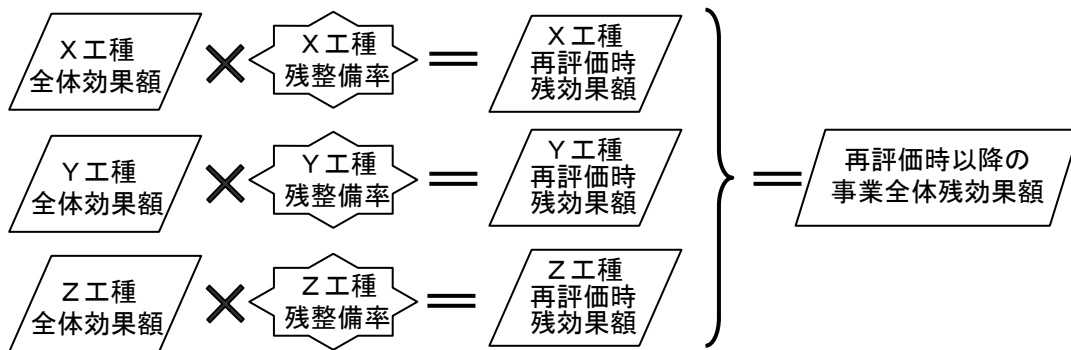 X工種
全体効果額
×
X工種
残整備率
=
X工種
再評価時
残効果額
Y工種
全体効果額
×
Y工種
残整備率
=
Y工種
再評価時
残効果額
Z工種
全体効果額
×
Z工種
残整備率
=
Z工種
再評価時
残効果額
=
再評価時以降の
事業全体残効果額